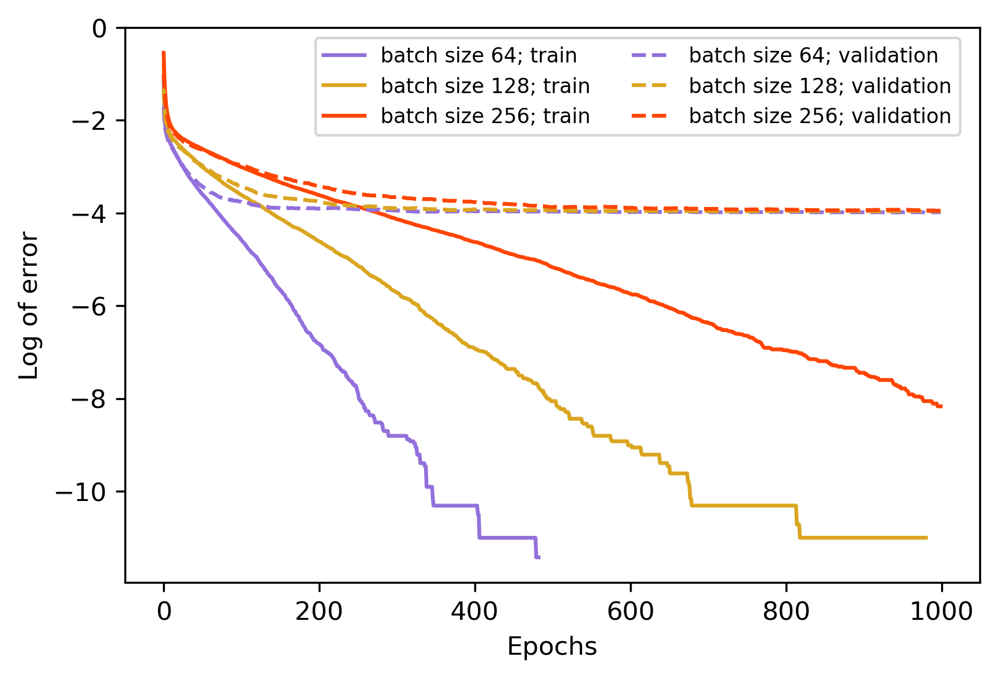 0
−2
−4
−6
−8
−10
Log of error
batch size 64; train
batch size 128; train
batch size 256; train
batch size 64; validation
batch size 128; validation
batch size 256; validation
0 200 400 600 800 1000
Epochs